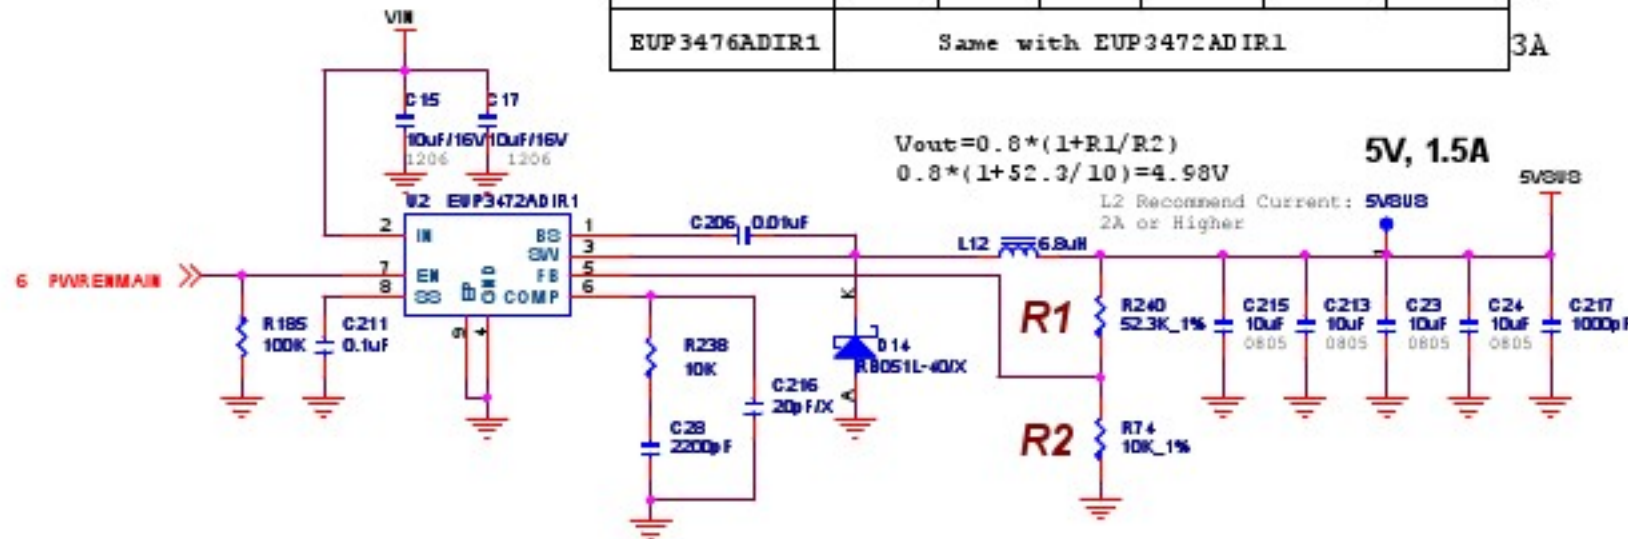 VIN
EUP3476ADIR1 Same with EUP3472ADIR1 3A
C15 C17
10uF/16V 10uF/16V
1206 1206
Vout=0.8*(1+R1/R2)
0.8*(1+52.3/10)=4.98V
5V, 1.5A
5VSUS
L2 Recommend Current: 5VSUS
2A or Higher
U2 EUP3472ADIR1
2 IN BS 1
SW 3
7 EN FB 5
8 SS COMP 6
EP GND
9 4
C206 0.01uF
L12 6.8uH
6 PWRENMAIN
R185
100K
C211
0.1uF
R238
10K
C28
2200pF
C216
20pF/X
K
D14
RB051L-40/X
A
R1
R240
52.3K_1%
R2
R74
10K_1%
C215
10uF
0805
C213
10uF
0805
C23
10uF
0805
C24
10uF
0805
C217
1000pF